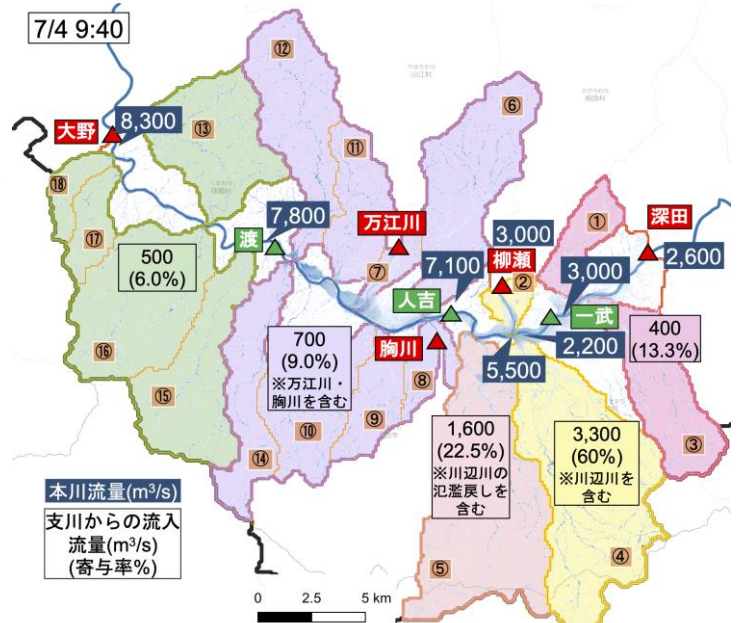 7/4 9:40
⑫
⑥
大野
8,300
⑬
⑪
①
深田
⑱
万江川
3,000
2,600
⑰
渡
7,800
⑦
7,100
柳瀬
②
3,000
500
(6.0%)
人吉
一武
400
(13.3%)
700
(9.0%)
※万江川・
胸川を含む
胸川
5,500
2,200
⑯
⑧
③
⑮
⑭
⑩
⑨
1,600
(22.5%)
※川辺川の
氾濫戻しを
含む
3,300
(60%)
※川辺川を
含む
本川流量(m³/s)
支川からの流入
流量(m³/s)
(寄与率%)
⑤
④
0 2.5 5 km